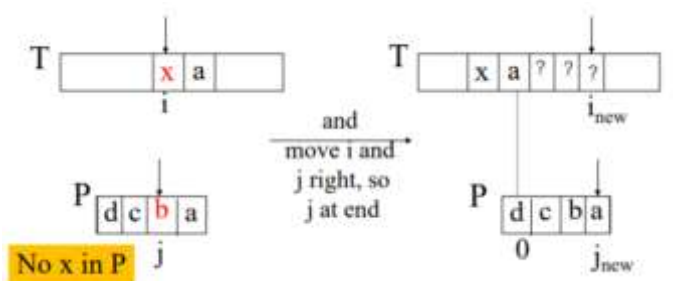 T
x a
i
P
d c b a
j
No x in P
and
move i and
j right, so
j at end
T
x a ? ? ?
i new
P
d c b a
0
j new